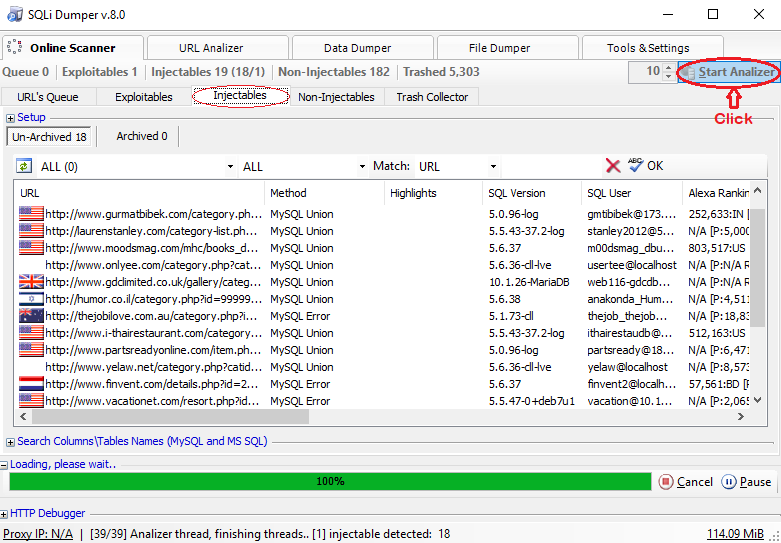 SQLi Dumper v.8.0
Online Scanner URL Analizer Data Dumper File Dumper Tools & Settings
Queue 0 Exploitables 1 Injectables 19 (18/1) Non-Injectables 182 Trashed 5,303 10 Start Analizer
URL's Queue Exploitables Injectables Non-Injectables Trash Collector
Click
Setup
Un-Archived 18 Archived 0
ALL (0) ALL Match: URL ABC OK
URL Method Highlights SQL Version SQL User Alexa Rankin
http://www.gurmatbibek.com/category.ph... MySQL Union 5.0.96-log gmtibibek@173.... 252,633:IN [
http://laurenstanley.com/category-list.ph... MySQL Union 5.5.43-37.2-log stanley2012@5... N/A [P:5,000
http://www.moodsmag.com/mhc/books_d... MySQL Union 5.6.37 m00dsmag_dbu... 803,517:US
http://www.onlyee.com/category.php?cat... MySQL Union 5.6.36-cll-lve usertee@localhost N/A [P:N/A R
http://www.gdclimited.co.uk/gallery/categ... MySQL Union 10.1.26-MariaDB web116-gdcdb... N/A [P:N/A
http://humor.co.il/category.php?id=99999... MySQL Union 5.6.38 anakonda_Hum... N/A [P:4,511
http://thejobilove.com.au/category.php?i... MySQL Error 5.1.73-cll thejob_thejob... N/A [P:18,83
http://www.i-thairestaurant.com/category... MySQL Union 5.5.43-37.2-log ithairestaudb@... 512,163:US
http://www.partsreadyonline.com/item.ph... MySQL Union 5.0.96-log partsready@18... N/A [P:6,471
http://www.yelaw.net/category.php?catid... MySQL Union 5.6.36-cll-lve yelaw@localhost N/A [P:8,573
http://www.finvent.com/details.php?id=2... MySQL Error 5.6.37 finvent2@localh... 57,561:BD [R
http://www.vacationet.com/resort.php?id... MySQL Error 5.5.47-0+deb7u1 vacation@10.1... N/A [P:2,065
Search Columns\Tables Names (MySQL and MS SQL)
Loading, please wait..
100% Cancel Pause
HTTP Debugger
Proxy IP: N/A | [39/39] Analizer thread, finishing threads.. [1] injectable detected: 18 114.09 MiB